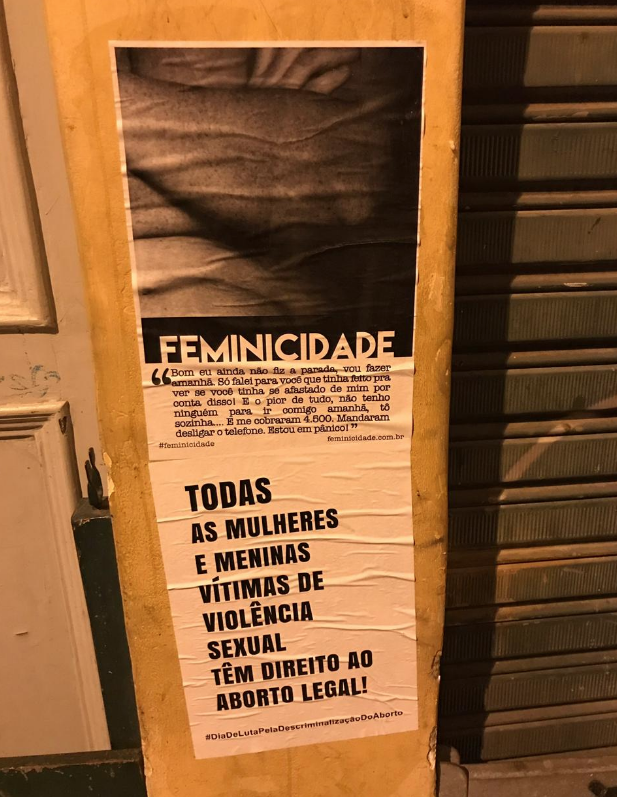 FEMINICIDADE
“Bom eu ainda não fiz a parada, vou fazer
amanhã. Só falei para você que tinha feito pra
ver se você tinha se afastado de mim por
conta disso! E o pior de tudo, não tenho
ninguém para ir comigo amanhã, tô
sozinha.... E me cobraram 4.500. Mandaram
desligar o telefone. Estou em pânico!”
#feminicidade
feminicidade.com.br
TODAS
AS MULHERES
E MENINAS
VÍTIMAS DE
VIOLÊNCIA
SEXUAL
TÊM DIREITO AO
ABORTO LEGAL!
#DiaDeLutaPelaDescriminalizaçãoDoAborto